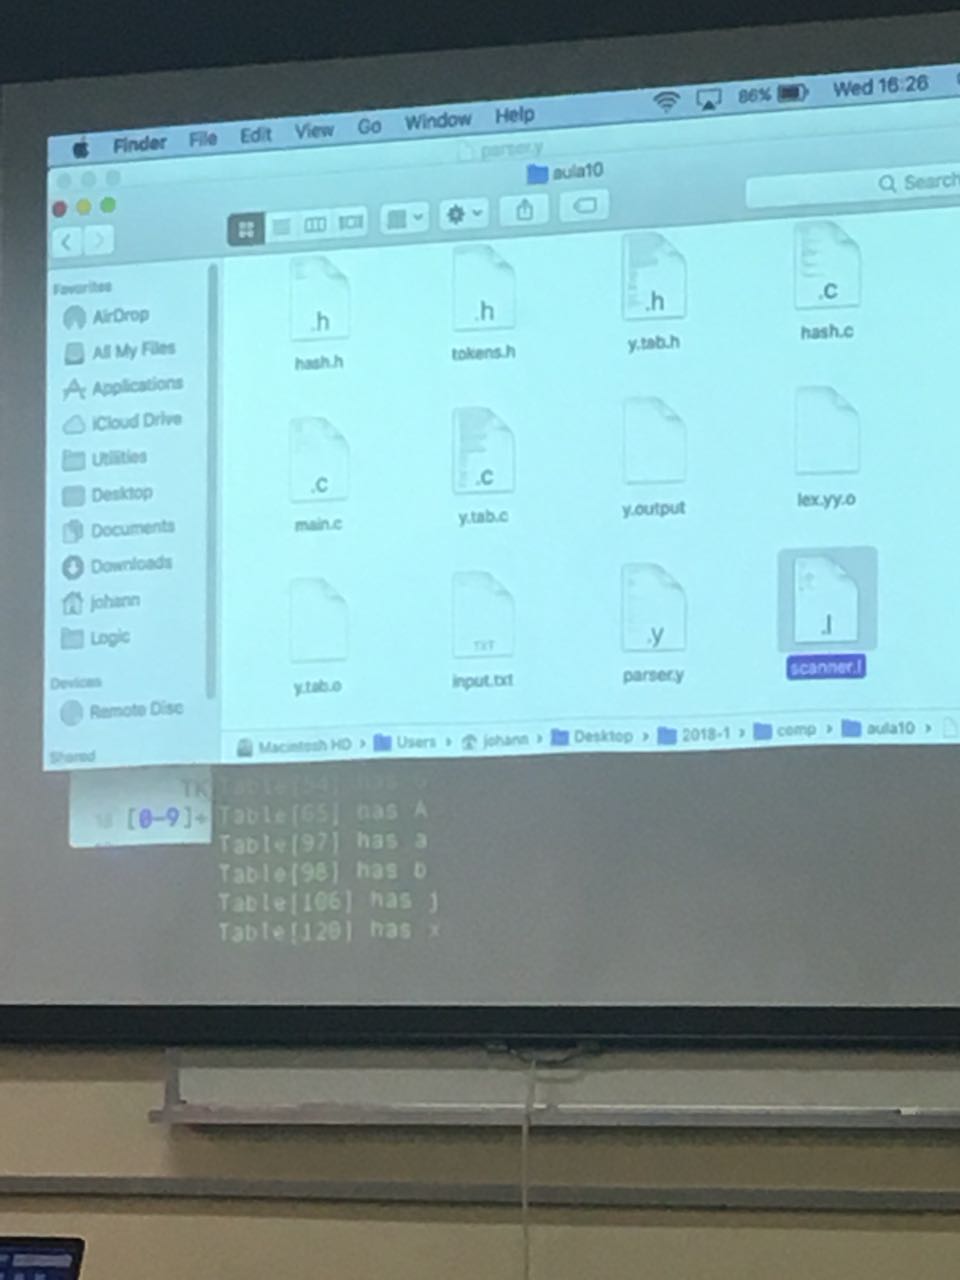 Finder File Edit View Go Window Help 86% Wed 16:26
parser.y
aula10
Search
Favorites
AirDrop
All My Files
Applications
iCloud Drive
Utilities
Desktop
Documents
Downloads
johann
Logic
Devices
Remote Disc
Shared
.h .h .h .c
hash.h tokens.h y.tab.h hash.c
.c .c
main.c y.tab.c y.output lex.yy.o
TXT .y .l
y.tab.o input.txt parser.y scanner.l
Macintosh HD › Users › johann › Desktop › 2018-1 › comp › aula10 ›
TK Table[54] has
18 [0-9]+ Table[65] has A
Table[97] has a
Table[98] has b
Table[106] has j
Table[120] has x